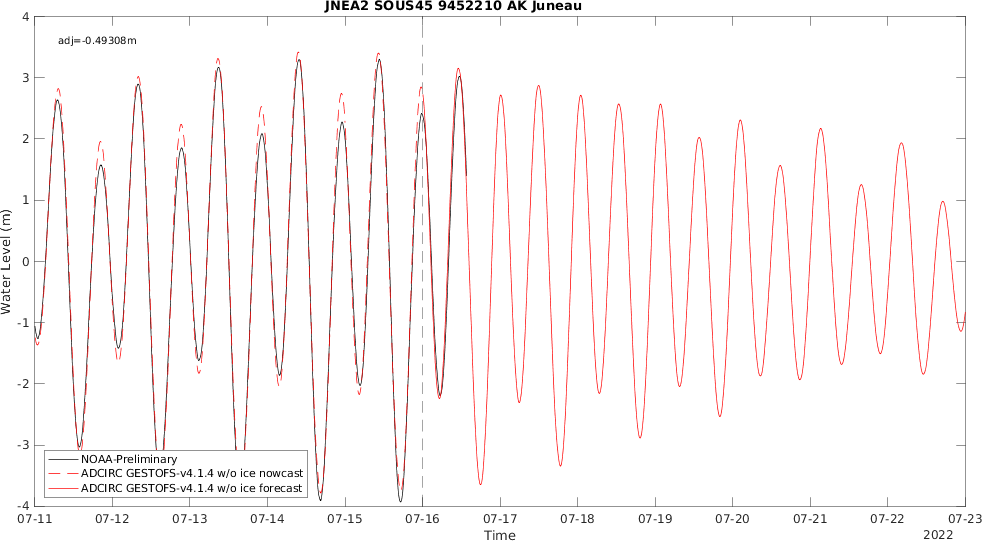 JNEA2 SOUS45 9452210 AK Juneau
adj=-0.49308m
4
3
2
1
0
-1
-2
-3
-4
Water Level (m)
NOAA-Preliminary
ADCIRC GESTOFS-v4.1.4 w/o ice nowcast
ADCIRC GESTOFS-v4.1.4 w/o ice forecast
07-11 07-12 07-13 07-14 07-15 07-16 07-17 07-18 07-19 07-20 07-21 07-22 07-23
Time
2022